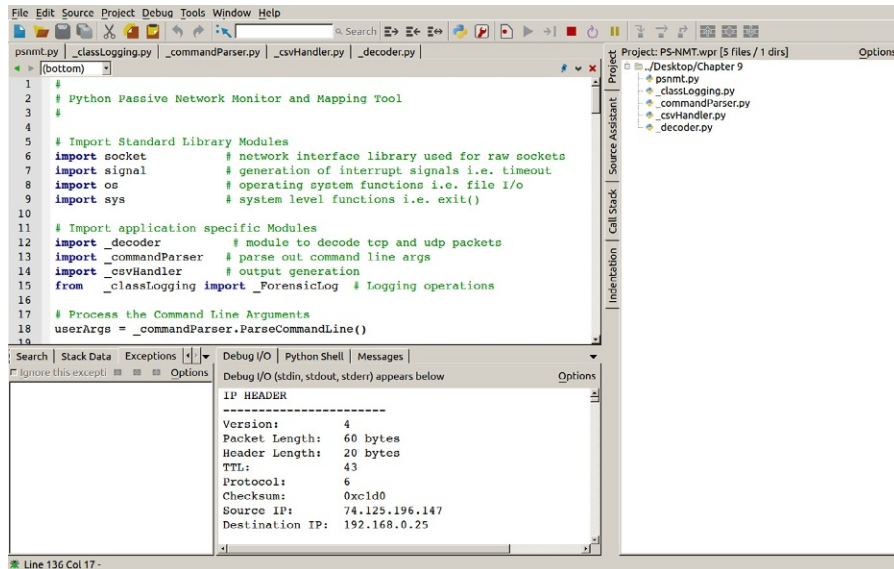 File Edit Source Project Debug Tools Window Help
Search
psnmt.py _classLogging.py _commandParser.py _csvHandler.py _decoder.py
(bottom)
1 #
2 # Python Passive Network Monitor and Mapping Tool
3 #
4
5 # Import Standard Library Modules
6 import socket # network interface library used for raw sockets
7 import signal # generation of interrupt signals i.e. timeout
8 import os # operating system functions i.e. file I/o
9 import sys # system level functions i.e. exit()
10
11 # Import application specific Modules
12 import _decoder # module to decode tcp and udp packets
13 import _commandParser # parse out command line args
14 import _csvHandler # output generation
15 from _classLogging import _ForensicLog # Logging operations
16
17 # Process the Command Line Arguments
18 userArgs = _commandParser.ParseCommandLine()
19
Project
Source Assistant
Call Stack
Indentation
Project: PS-NMT.wpr [5 files / 1 dirs] Options
../Desktop/Chapter 9
psnmt.py
_classLogging.py
_commandParser.py
_csvHandler.py
_decoder.py
Search Stack Data Exceptions
Ignore this excepti Options
Debug I/O Python Shell Messages
Debug I/O (stdin, stdout, stderr) appears below Options
IP HEADER
-----------------------
Version: 4
Packet Length: 60 bytes
Header Length: 20 bytes
TTL: 43
Protocol: 6
Checksum: 0xc1d0
Source IP: 74.125.196.147
Destination IP: 192.168.0.25
Line 136 Col 17 -